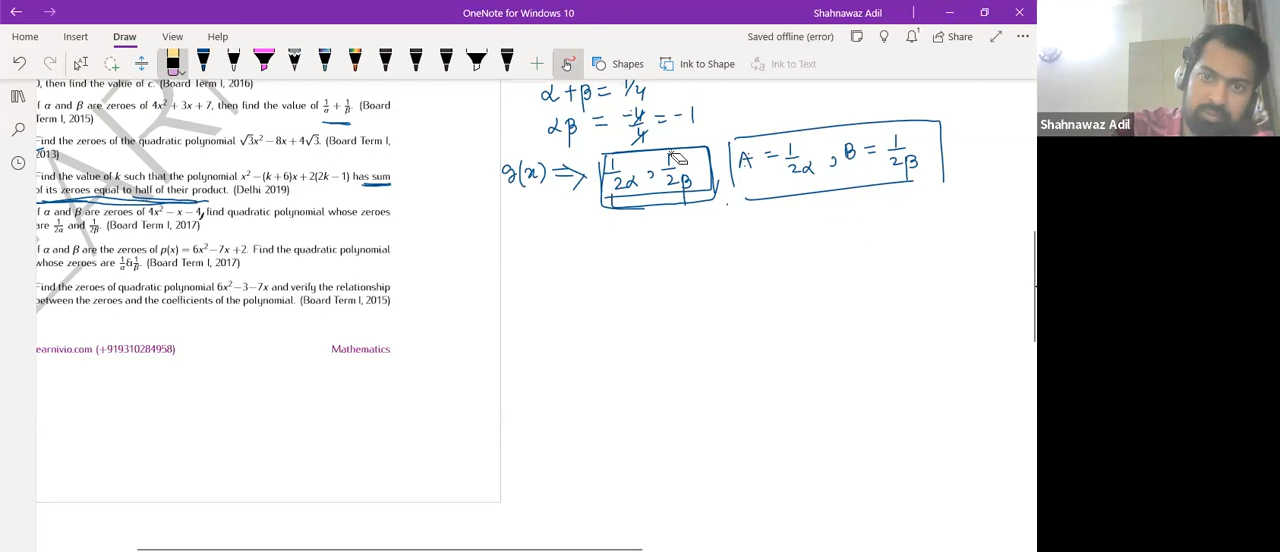 OneNote for Windows 10
Shahnawaz Adil
Home Insert Draw View Help
Saved offline (error)
Share
Shapes
Ink to Shape
Ink to Text
), then find the value of c. (Board Term I, 2016)
f α and β are zeroes of 4x² + 3x + 7, then find the value of 1/α + 1/β. (Board
Term I, 2015)
Find the zeroes of the quadratic polynomial √3x² − 8x + 4√3. (Board Term I,
2013)
Find the value of k such that the polynomial x² − (k + 6)x + 2(2k − 1) has sum
of its zeroes equal to half of their product. (Delhi 2019)
f α and β are zeroes of 4x² − x − 4, find quadratic polynomial whose zeroes
are 1/2α and 1/2β. (Board Term I, 2017)
f α and β are the zeroes of p(x) = 6x² − 7x + 2. Find the quadratic polynomial
whose zeroes are 1/α & 1/β. (Board Term I, 2017)
Find the zeroes of quadratic polynomial 6x² − 3 − 7x and verify the relationship
between the zeroes and the coefficients of the polynomial. (Board Term I, 2015)
earnivio.com (+919310284958)
Mathematics
α + β = 1/4
αβ = -4/4 = -1
g(x) ⇒ 1/2α , 1/2β
A = 1/2α , B = 1/2β
Shahnawaz Adil